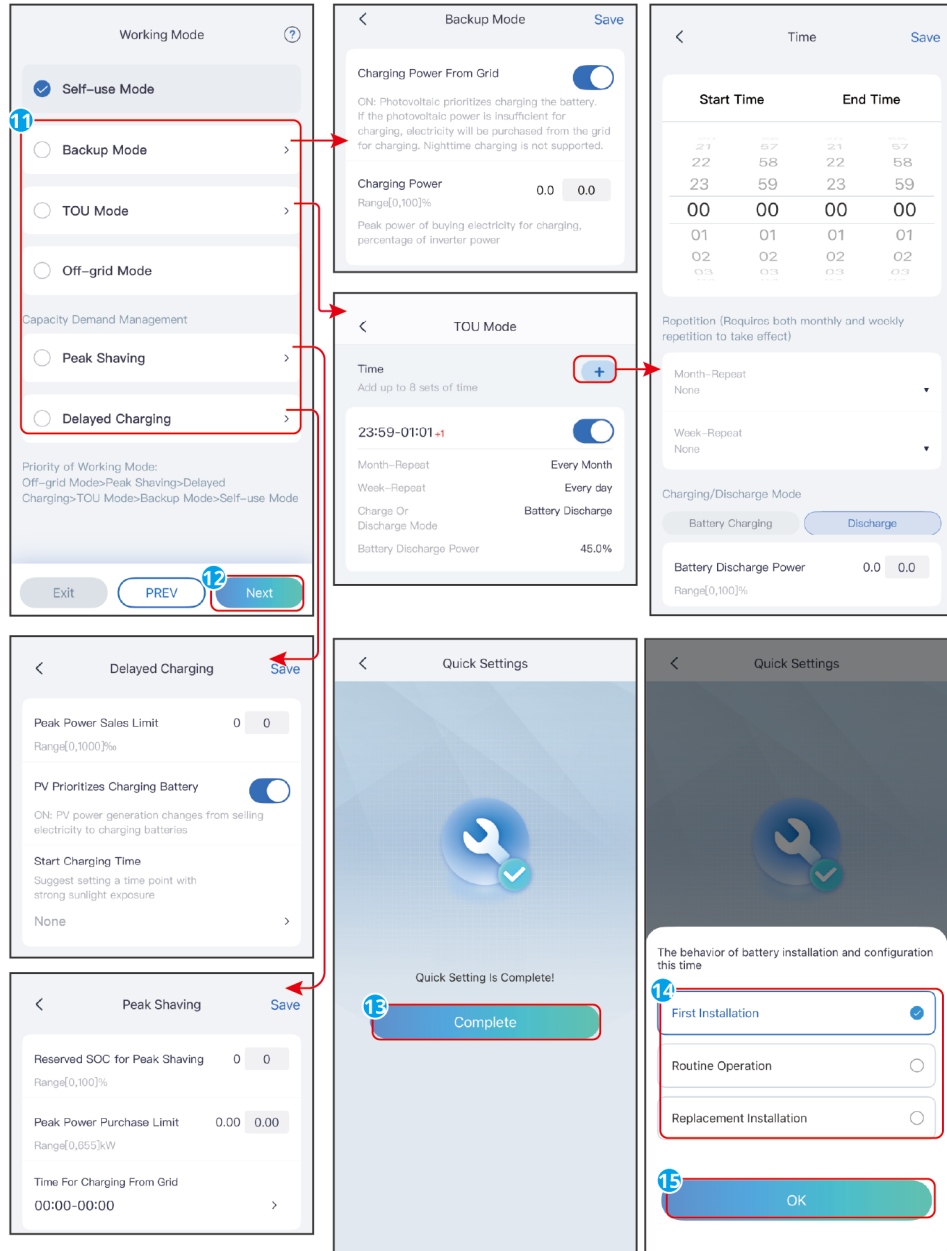 Working Mode
?
Self-use Mode
11
Backup Mode
TOU Mode
Off-grid Mode
Capacity Demand Management
Peak Shaving
Delayed Charging
Priority of Working Mode:
Off-grid Mode>Peak Shaving>Delayed
Charging>TOU Mode>Backup Mode>Self-use Mode
12
Exit
PREV
Next
Backup Mode
Save
Charging Power From Grid
ON: Photovoltaic prioritizes charging the battery.
If the photovoltaic power is insufficient for
charging, electricity will be purchased from the grid
for charging. Nighttime charging is not supported.
Charging Power 0.0 0.0
Range[0,100]%
Peak power of buying electricity for charging,
percentage of inverter power
TOU Mode
Time
+
Add up to 8 sets of time
23:59-01:01 +1
Month-Repeat Every Month
Week-Repeat Every day
Charge Or Battery Discharge
Discharge Mode
Battery Discharge Power 45.0%
Time
Save
Start Time End Time
21 57 21 57
22 58 22 58
23 59 23 59
00 00 00 00
01 01 01 01
02 02 02 02
03 03 03 03
Repetition (Requires both monthly and weekly
repetition to take effect)
Month-Repeat
None
Week-Repeat
None
Charging/Discharge Mode
Battery Charging Discharge
Battery Discharge Power 0.0 0.0
Range[0,100]%
Delayed Charging
Save
Peak Power Sales Limit 0 0
Range[0,1000]‰
PV Prioritizes Charging Battery
ON: PV power generation changes from selling
electricity to charging batteries
Start Charging Time
Suggest setting a time point with
strong sunlight exposure
None
Peak Shaving
Save
Reserved SOC for Peak Shaving 0 0
Range[0,100]%
Peak Power Purchase Limit 0.00 0.00
Range[0,655]kW
Time For Charging From Grid
00:00-00:00
Quick Settings
Quick Setting Is Complete!
13
Complete
Quick Settings
The behavior of battery installation and configuration
this time
14
First Installation
Routine Operation
Replacement Installation
15
OK